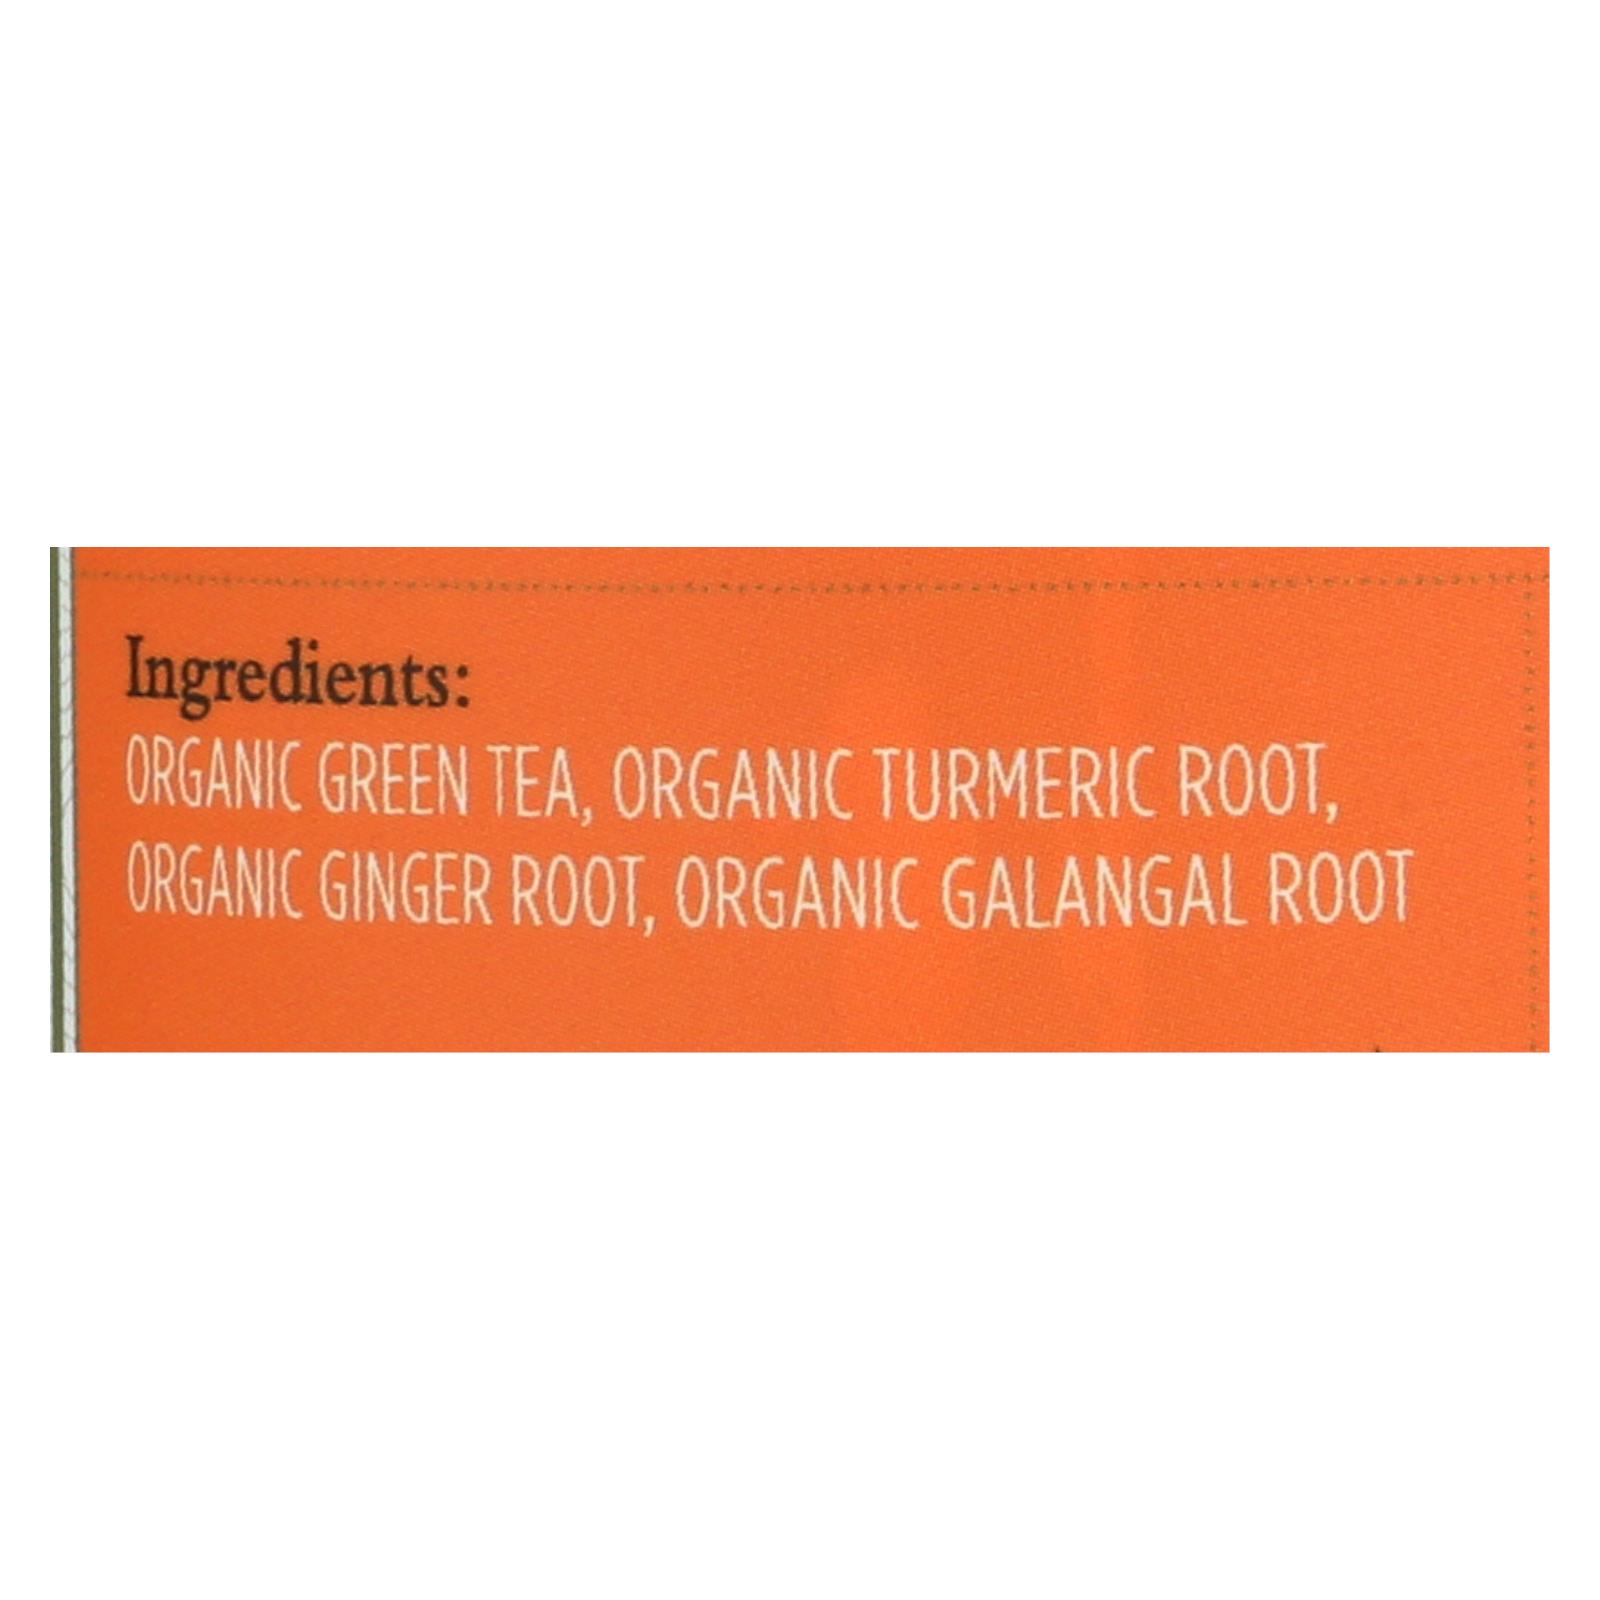 Ingredients:
ORGANIC GREEN TEA, ORGANIC TURMERIC ROOT,
ORGANIC GINGER ROOT, ORGANIC GALANGAL ROOT